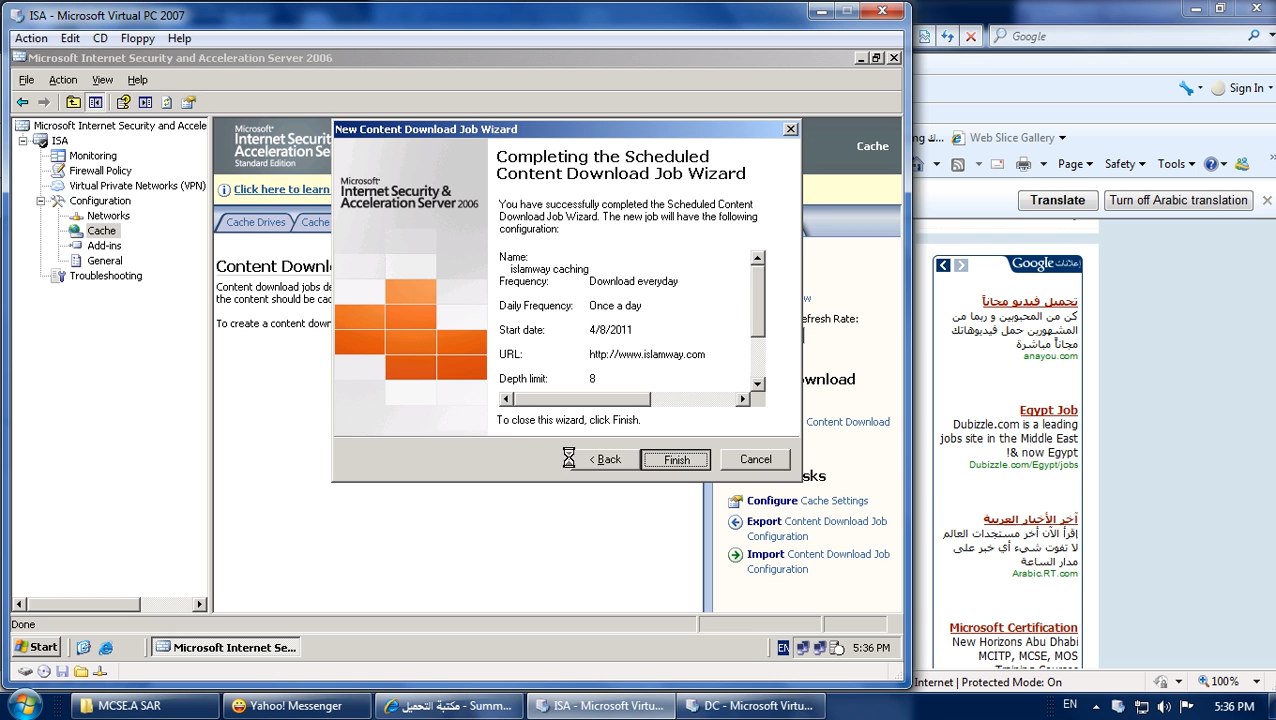 ISA - Microsoft Virtual PC 2007
Action Edit CD Floppy Help
Microsoft Internet Security and Acceleration Server 2006
File Action View Help
Microsoft Internet Security and Accele
ISA
Monitoring
Firewall Policy
Virtual Private Networks (VPN)
Configuration
Networks
Cache
Add-ins
General
Troubleshooting
Microsoft®
Internet Se
Acceleration Se
Standard Edition
Cache
Click here to learn
Cache Drives Cache
Content Downl
Content download jobs de
the content should be cac
To create a content down
New Content Download Job Wizard
Microsoft®
Internet Security &
Acceleration Server 2006
Completing the Scheduled
Content Download Job Wizard
You have successfully completed the Scheduled Content
Download Job Wizard. The new job will have the following
configuration:
Name:
islamway caching
Frequency: Download everyday
Daily Frequency: Once a day
Start date: 4/8/2011
URL: http://www.islamway.com
Depth limit: 8
To close this wizard, click Finish.
< Back Finish Cancel
w
efresh Rate:
ownload
Content Download
sks
Configure Cache Settings
Export Content Download Job
Configuration
Import Content Download Job
Configuration
Done
Start Microsoft Internet Se... EN 5:36 PM
Google
Sign In
Web Slice Gallery
Page Safety Tools
Translate Turn off Arabic translation
إعلانات Google
تحميل فيديو مجاناً
كن من المحبوبين و ربما من
المشهورين حمل فيديوهاتك
مجاناً مباشرة
anayou.com
Egypt Job
Dubizzle.com is a leading
jobs site in the Middle East
!& now Egypt
Dubizzle.com/Egypt/jobs
آخر الأخبار العربية
إقرأ الآن آخر مستجدات العالم
لا تفوت شيء أي خبر على
مدار الساعة
Arabic.RT.com
Microsoft Certification
New Horizons Abu Dhabi
MCITP, MCSE, MOS
Internet | Protected Mode: On 100%
MCSE.A SAR Yahoo! Messenger مكتبة التحميل - Summ... ISA - Microsoft Virtu... DC - Microsoft Virtu... EN 5:36 PM